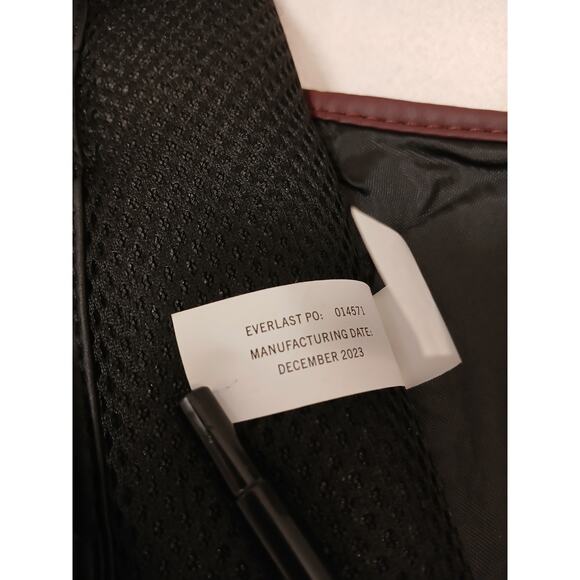 EVERLAST PO: 014571
MANUFACTURING DATE:
DECEMBER 2023